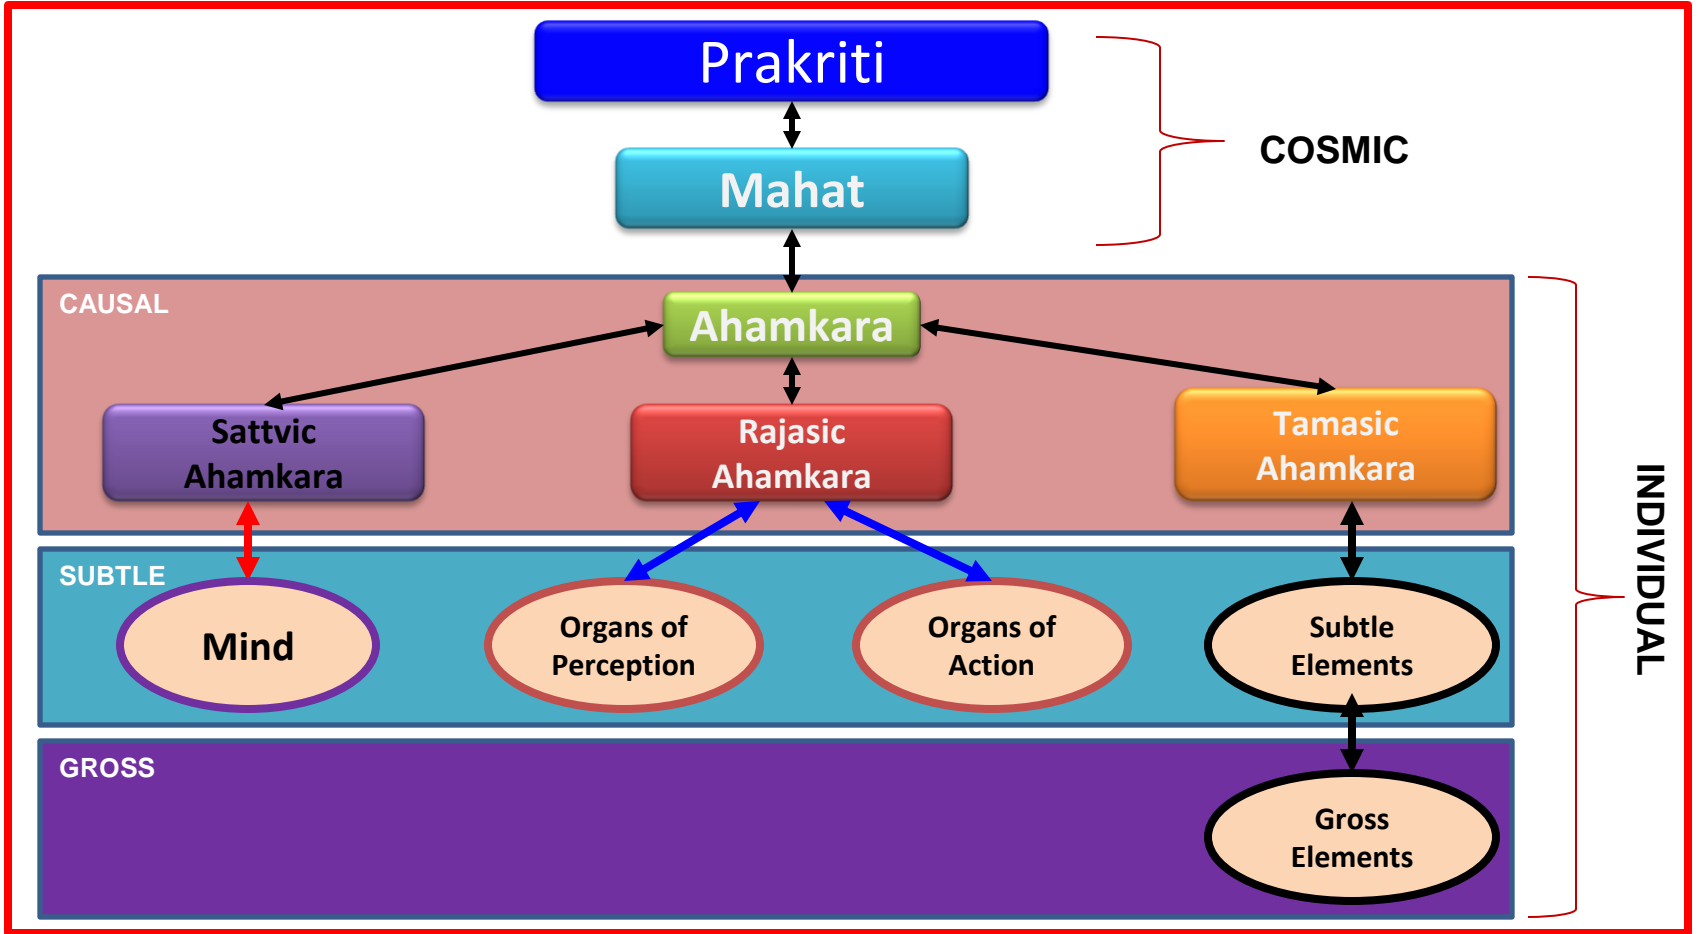 Prakriti
COSMIC
Mahat
CAUSAL
Ahamkara
Sattvic
Ahamkara
Rajasic
Ahamkara
Tamasic
Ahamkara
INDIVIDUAL
SUBTLE
Mind
Organs of
Perception
Organs of
Action
Subtle
Elements
GROSS
Gross
Elements